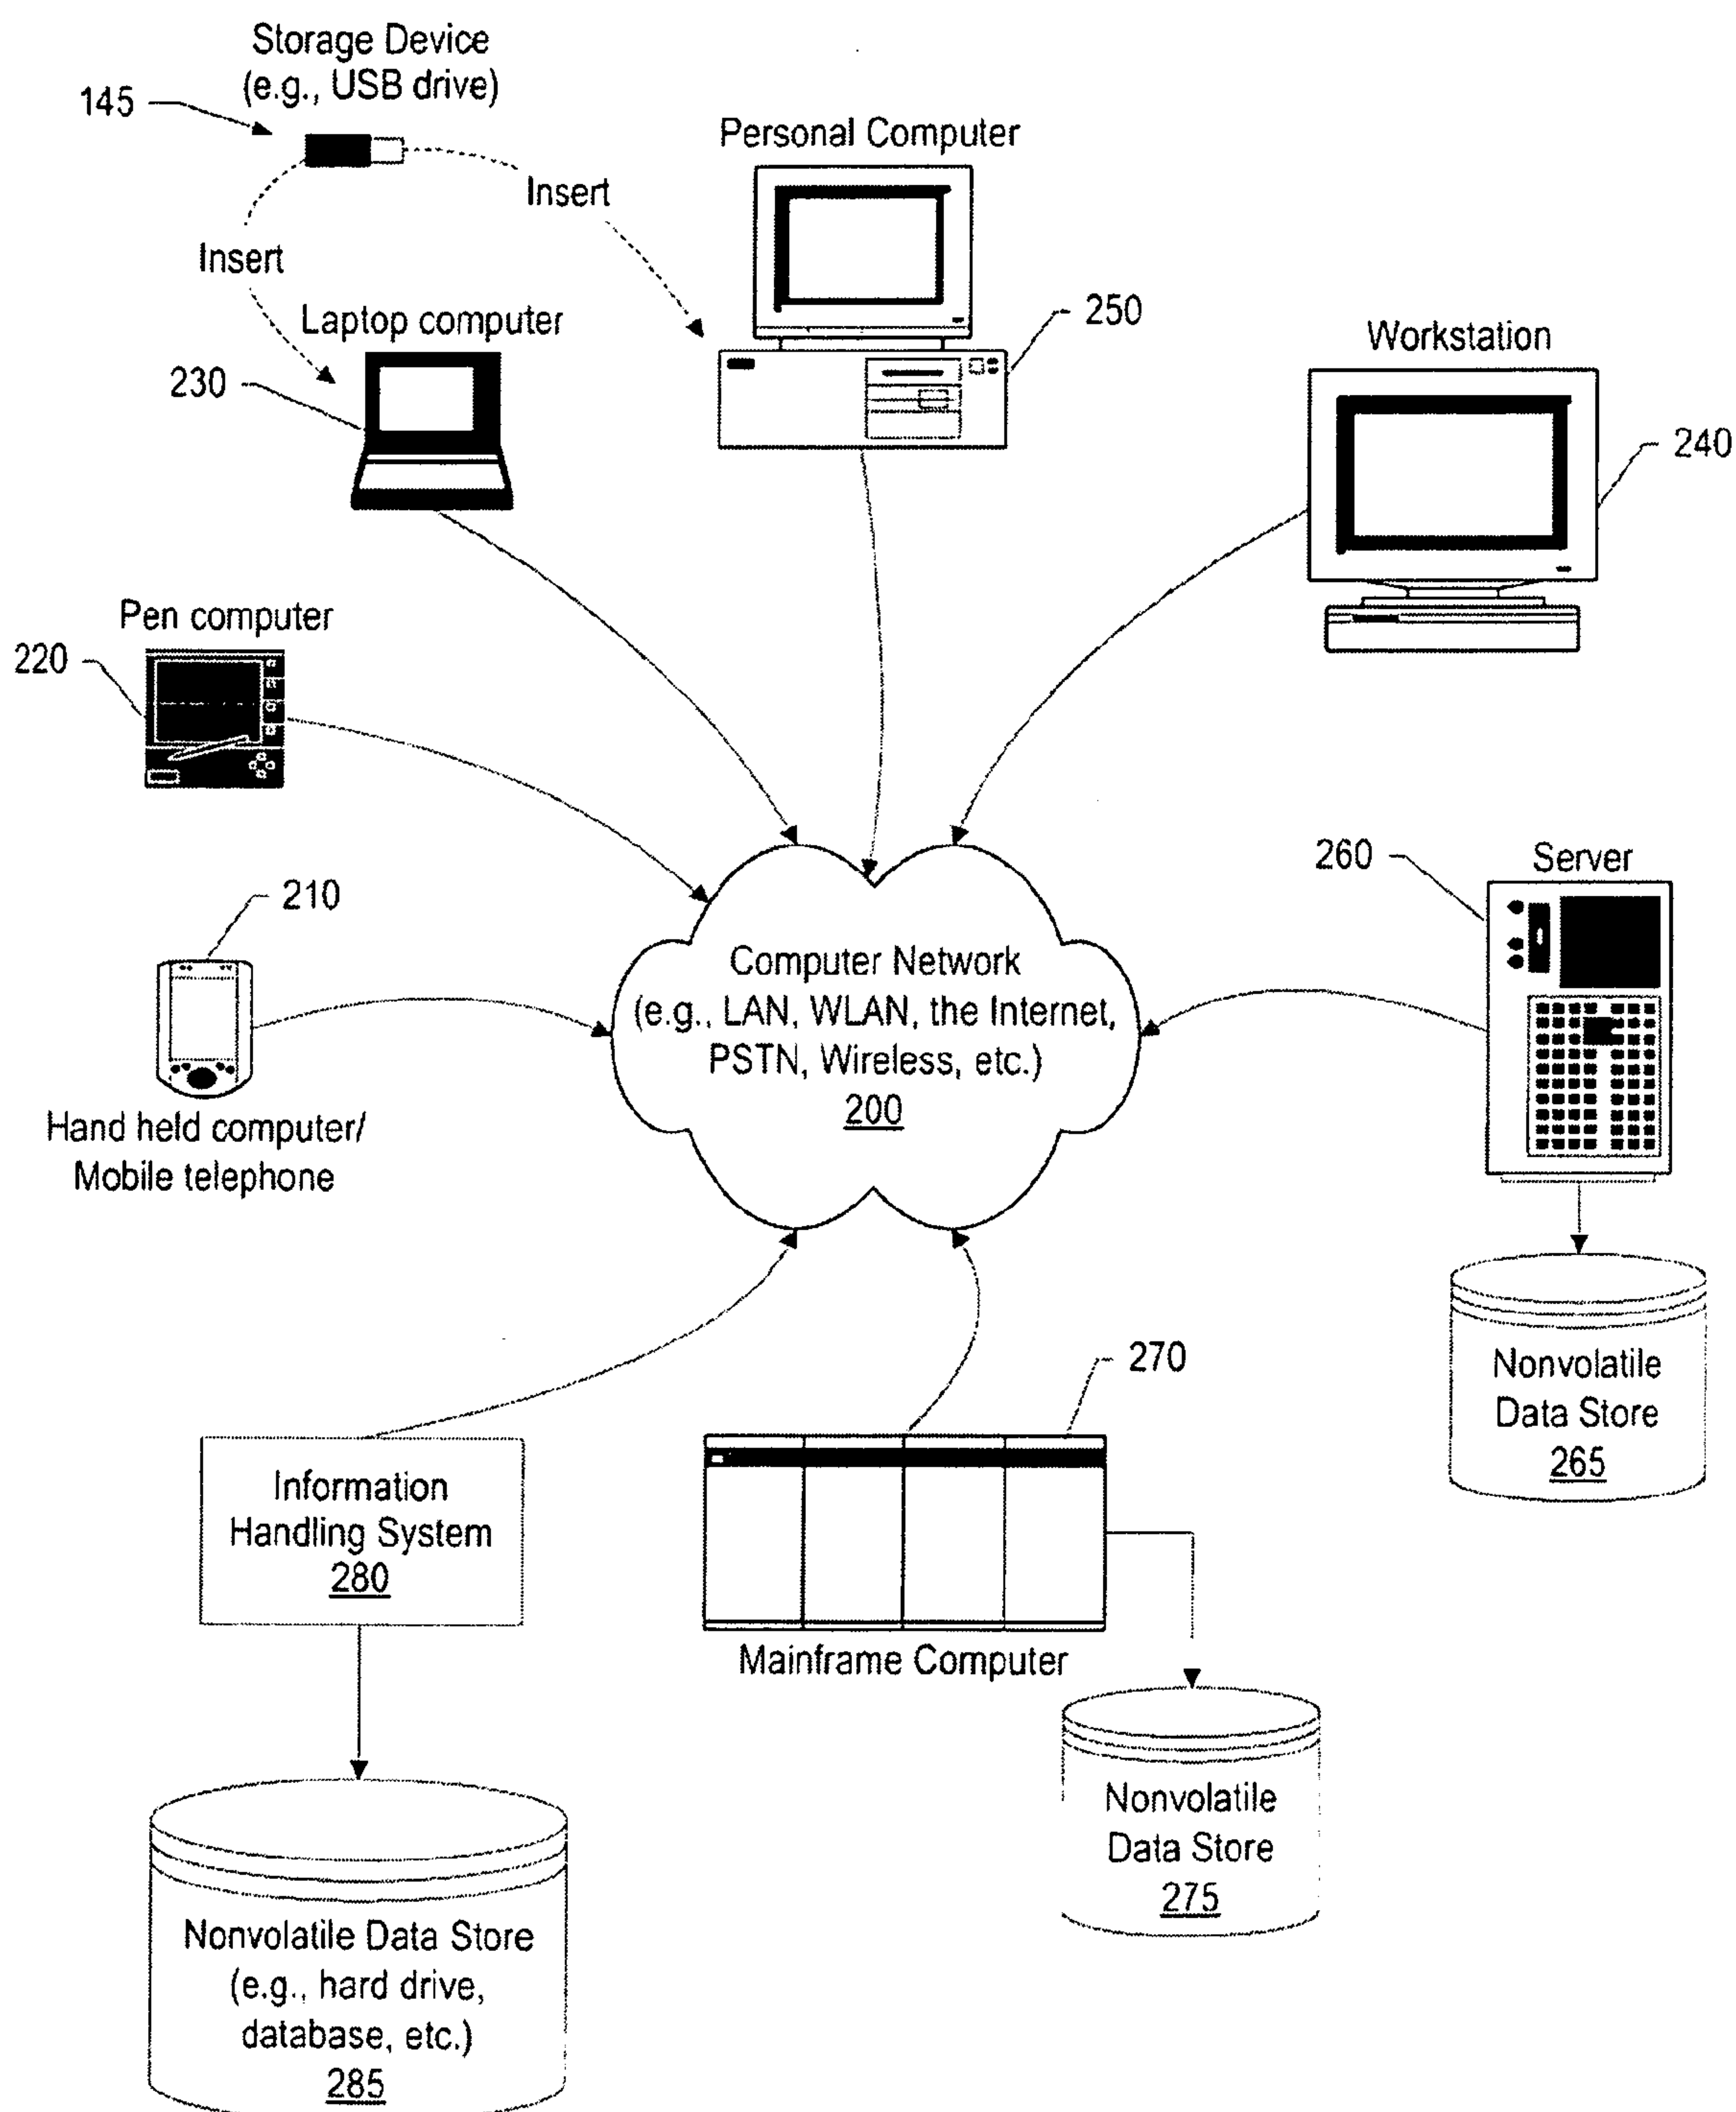 Storage Device
(e.g., USB drive)
145
Insert
Insert
Personal Computer
250
Laptop computer
230
Workstation
240
Pen computer
220
210
Hand held computer/
Mobile telephone
Computer Network
(e.g., LAN, WLAN, the Internet,
PSTN, Wireless, etc.)
200
260
Server
Nonvolatile
Data Store
265
270
Mainframe Computer
Nonvolatile
Data Store
275
Information
Handling System
280
Nonvolatile Data Store
(e.g., hard drive,
database, etc.)
285